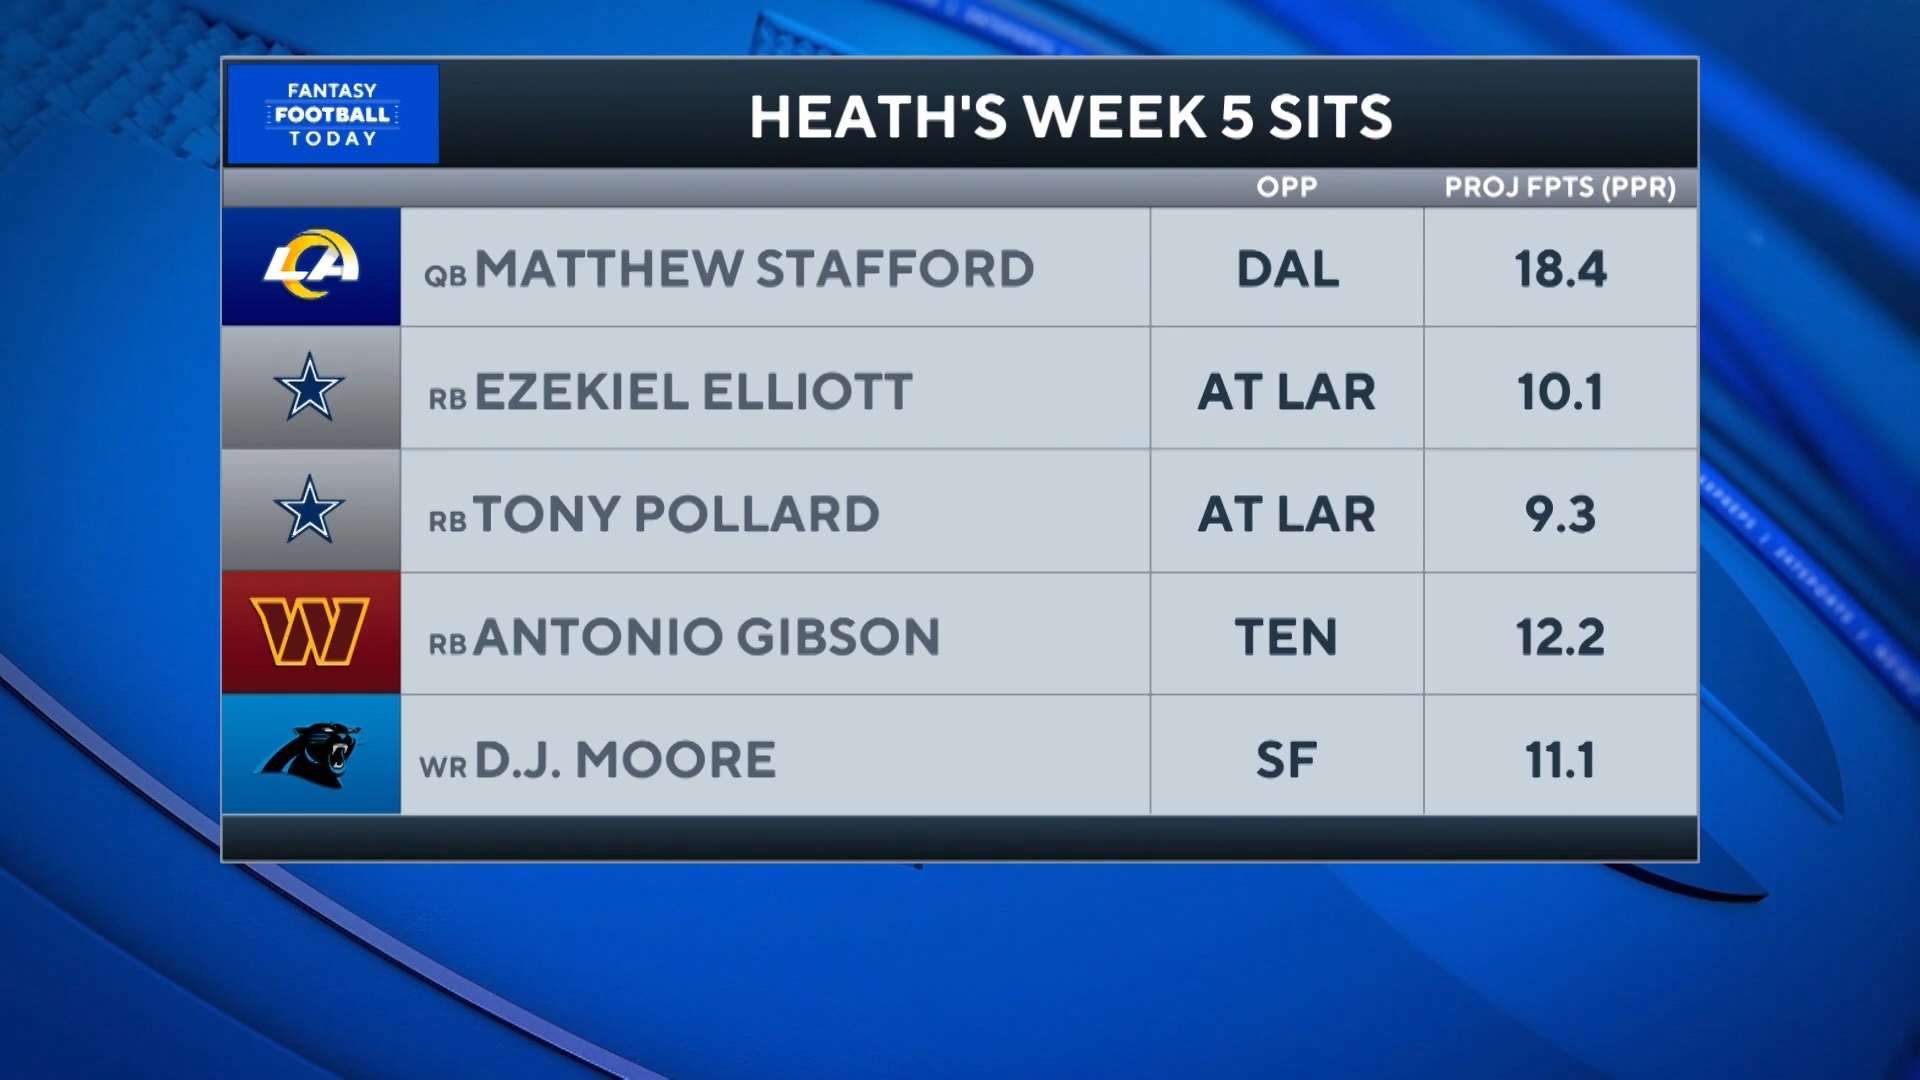 FANTASY
FOOTBALL
TODAY
HEATH'S WEEK 5 SITS
OPP PROJ FPTS (PPR)
LA QB MATTHEW STAFFORD DAL 18.4
RB EZEKIEL ELLIOTT AT LAR 10.1
RB TONY POLLARD AT LAR 9.3
W RB ANTONIO GIBSON TEN 12.2
WR D.J. MOORE SF 11.1